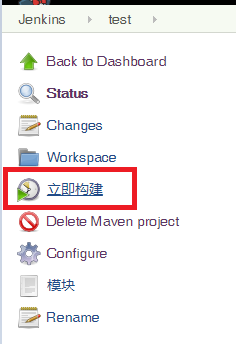 Jenkins test
Back to Dashboard
Status
Changes
Workspace
立即构建
Delete Maven project
Configure
模块
Rename